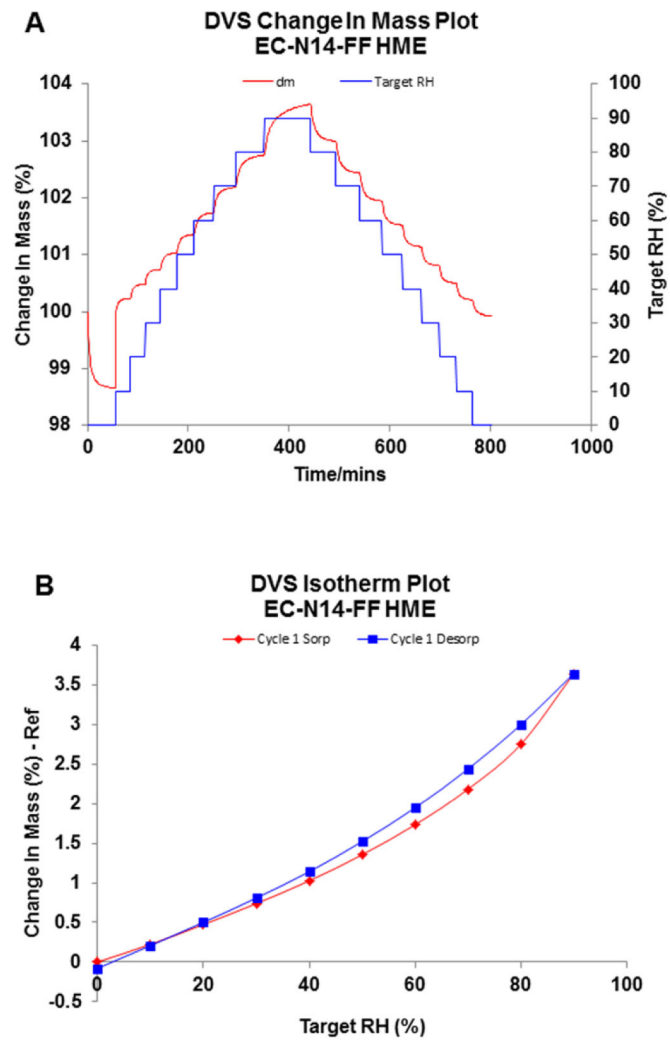 A
DVS Change In Mass Plot
EC-N14-FF HME
dm Target RH
104 100
90
103 80
70
102 60
50
101 40
100 30
20
99 10
98 0
0 200 400 600 800 1000
Change In Mass (%)
Target RH (%)
Time/mins
B
DVS Isotherm Plot
EC-N14-FF HME
Cycle 1 Sorp Cycle 1 Desorp
4
3.5
3
2.5
2
1.5
1
0.5
0
-0.5
0 20 40 60 80 100
Change In Mass (%) - Ref
Target RH (%)